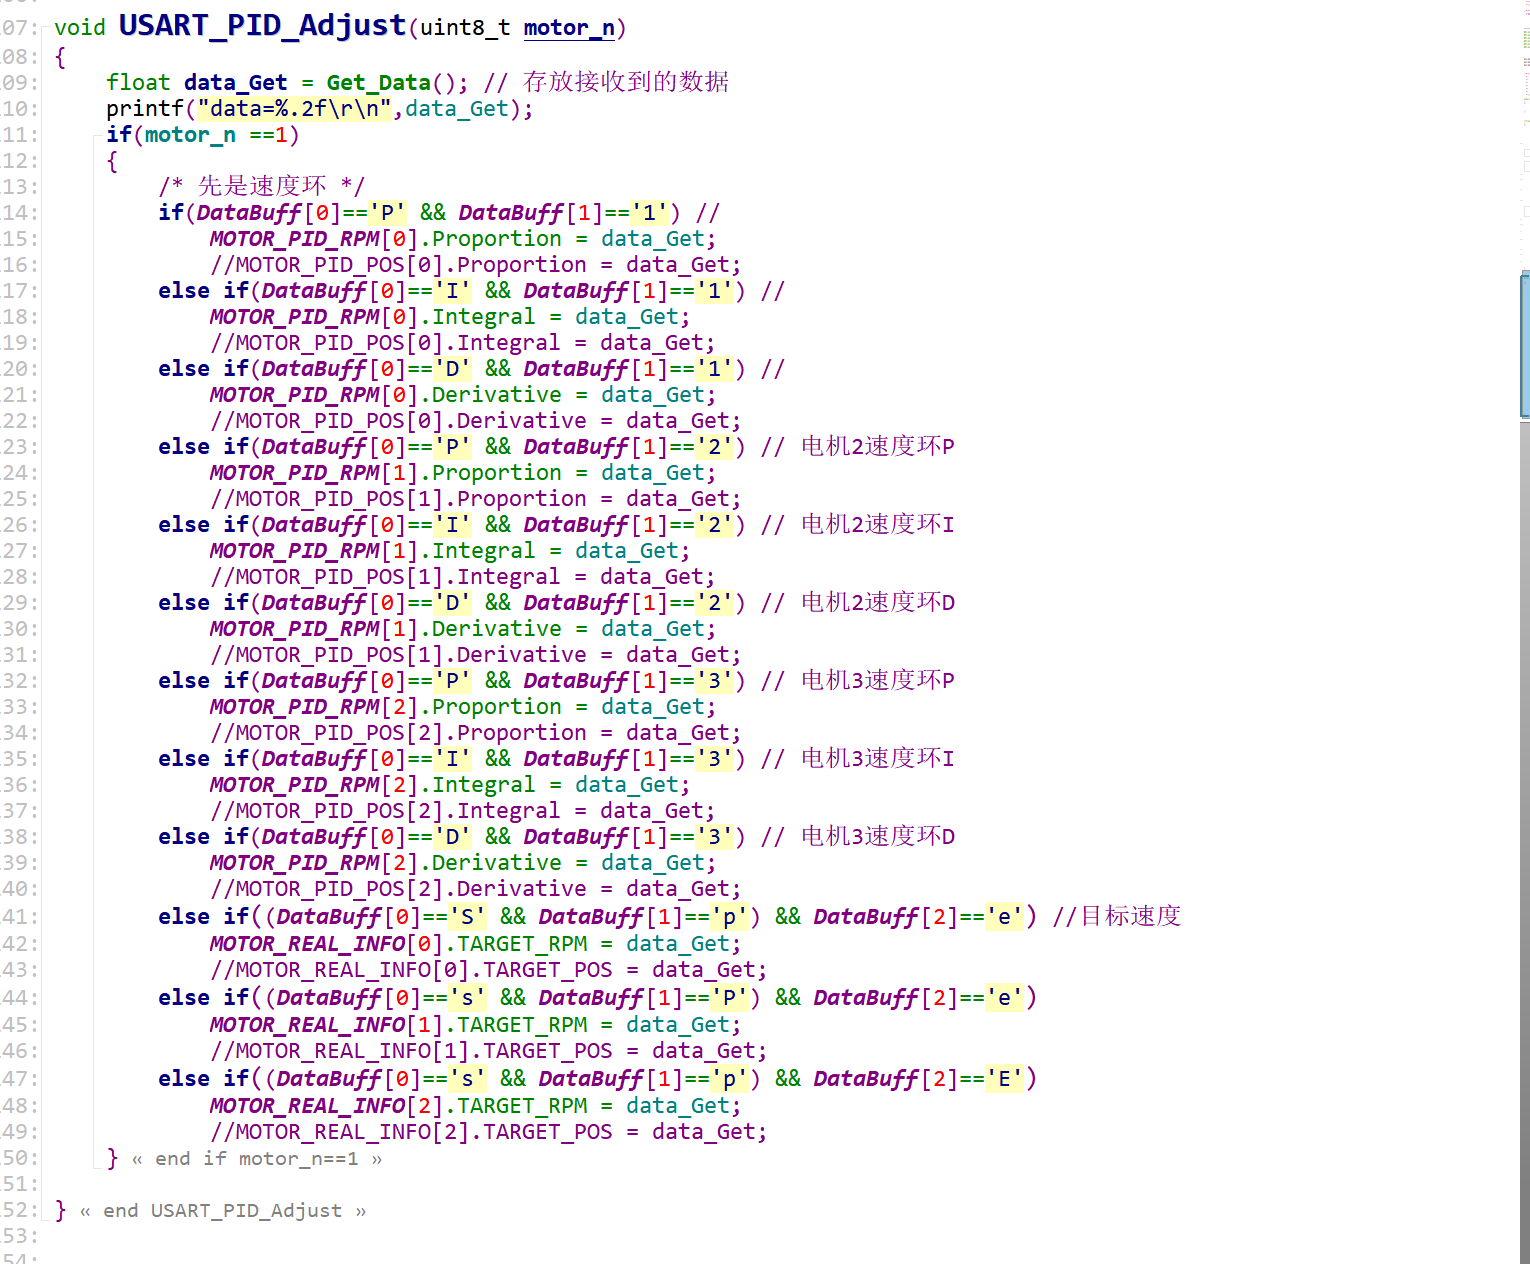 07: void USART_PID_Adjust(uint8_t motor_n)
08: {
09: float data_Get = Get_Data(); // 存放接收到的数据
10: printf("data=%.2f\r\n",data_Get);
11: if(motor_n ==1)
12: {
13: /* 先是速度环 */
14: if(DataBuff[0]=='P' && DataBuff[1]=='1') //
15: MOTOR_PID_RPM[0].Proportion = data_Get;
16: //MOTOR_PID_POS[0].Proportion = data_Get;
17: else if(DataBuff[0]=='I' && DataBuff[1]=='1') //
18: MOTOR_PID_RPM[0].Integral = data_Get;
19: //MOTOR_PID_POS[0].Integral = data_Get;
20: else if(DataBuff[0]=='D' && DataBuff[1]=='1') //
21: MOTOR_PID_RPM[0].Derivative = data_Get;
22: //MOTOR_PID_POS[0].Derivative = data_Get;
23: else if(DataBuff[0]=='P' && DataBuff[1]=='2') // 电机2速度环P
24: MOTOR_PID_RPM[1].Proportion = data_Get;
25: //MOTOR_PID_POS[1].Proportion = data_Get;
26: else if(DataBuff[0]=='I' && DataBuff[1]=='2') // 电机2速度环I
27: MOTOR_PID_RPM[1].Integral = data_Get;
28: //MOTOR_PID_POS[1].Integral = data_Get;
29: else if(DataBuff[0]=='D' && DataBuff[1]=='2') // 电机2速度环D
30: MOTOR_PID_RPM[1].Derivative = data_Get;
31: //MOTOR_PID_POS[1].Derivative = data_Get;
32: else if(DataBuff[0]=='P' && DataBuff[1]=='3') // 电机3速度环P
33: MOTOR_PID_RPM[2].Proportion = data_Get;
34: //MOTOR_PID_POS[2].Proportion = data_Get;
35: else if(DataBuff[0]=='I' && DataBuff[1]=='3') // 电机3速度环I
36: MOTOR_PID_RPM[2].Integral = data_Get;
37: //MOTOR_PID_POS[2].Integral = data_Get;
38: else if(DataBuff[0]=='D' && DataBuff[1]=='3') // 电机3速度环D
39: MOTOR_PID_RPM[2].Derivative = data_Get;
40: //MOTOR_PID_POS[2].Derivative = data_Get;
41: else if((DataBuff[0]=='S' && DataBuff[1]=='p') && DataBuff[2]=='e') //目标速度
42: MOTOR_REAL_INFO[0].TARGET_RPM = data_Get;
43: //MOTOR_REAL_INFO[0].TARGET_POS = data_Get;
44: else if((DataBuff[0]=='s' && DataBuff[1]=='P') && DataBuff[2]=='e')
45: MOTOR_REAL_INFO[1].TARGET_RPM = data_Get;
46: //MOTOR_REAL_INFO[1].TARGET_POS = data_Get;
47: else if((DataBuff[0]=='s' && DataBuff[1]=='p') && DataBuff[2]=='E')
48: MOTOR_REAL_INFO[2].TARGET_RPM = data_Get;
49: //MOTOR_REAL_INFO[2].TARGET_POS = data_Get;
50: } « end if motor_n==1 »
51:
52: } « end USART_PID_Adjust »
53:
54: